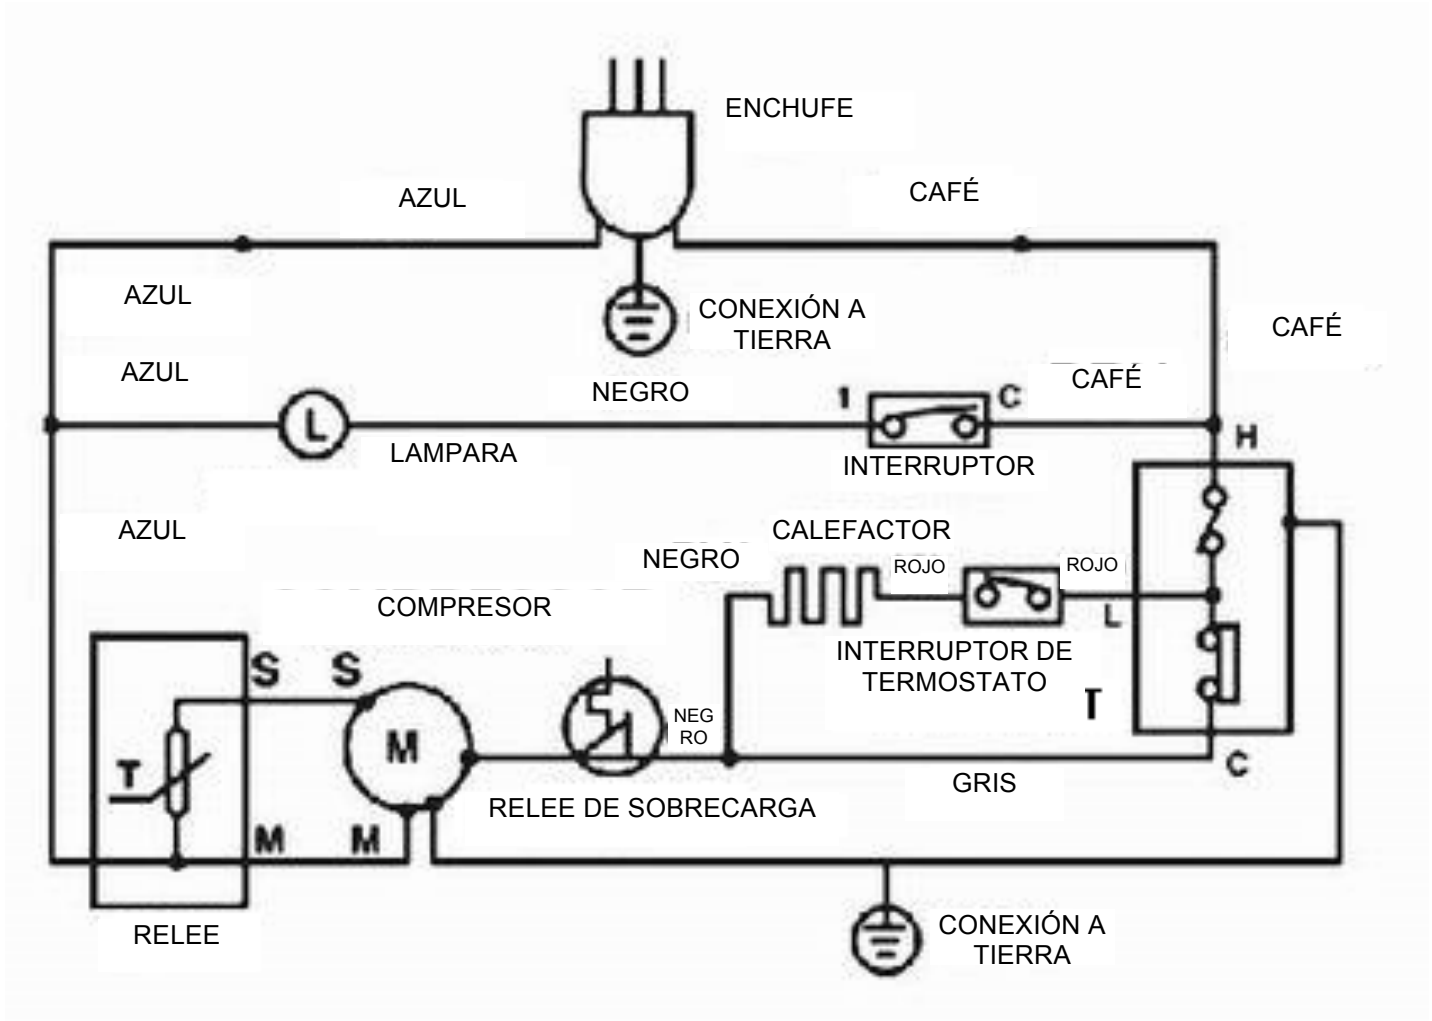 ENCHUFE
AZUL
CAFÉ
AZUL
CONEXIÓN A
TIERRA
CAFÉ
AZUL
NEGRO
1
C
CAFÉ
L
LAMPARA
INTERRUPTOR
H
AZUL
CALEFACTOR
NEGRO
ROJO
ROJO
COMPRESOR
L
INTERRUPTOR DE
TERMOSTATO
T
S
S
M
NEG
RO
T
C
GRIS
RELEE DE SOBRECARGA
M
M
RELEE
CONEXIÓN A
TIERRA